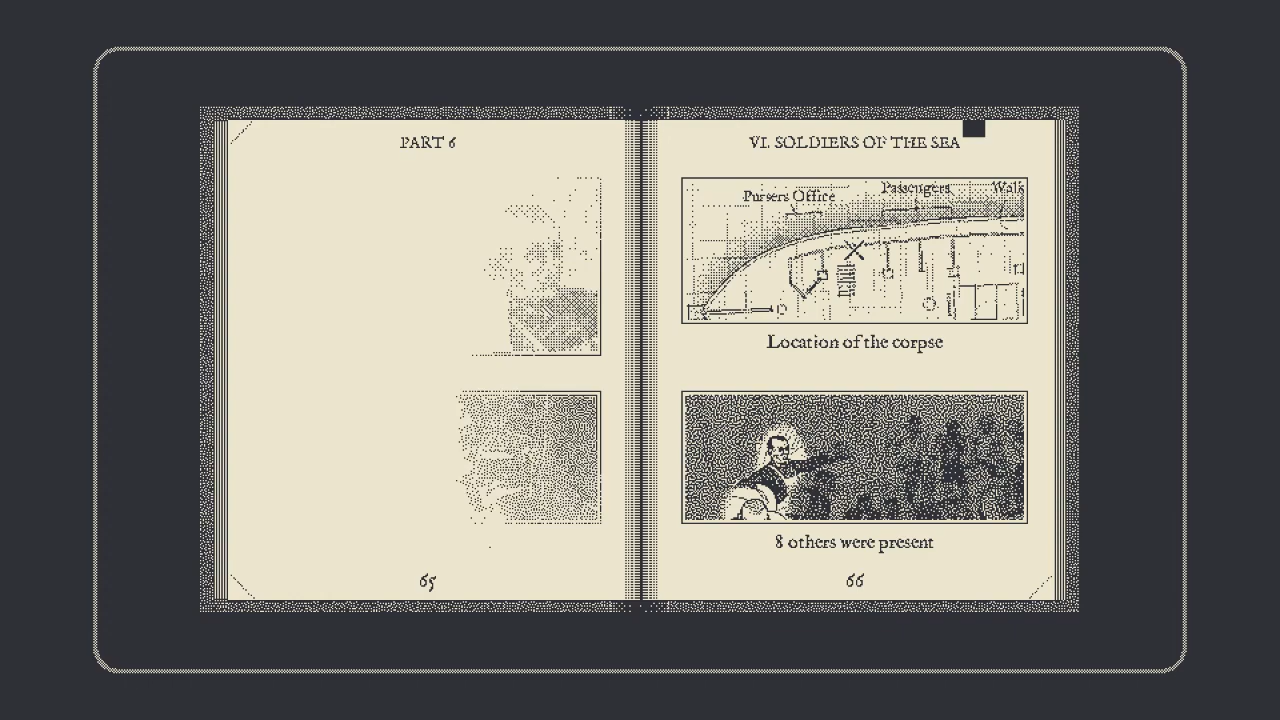 PART 6
65
VI. SOLDIERS OF THE SEA
Pursers Office
Passengers
Walk
Location of the corpse
8 others were present
66